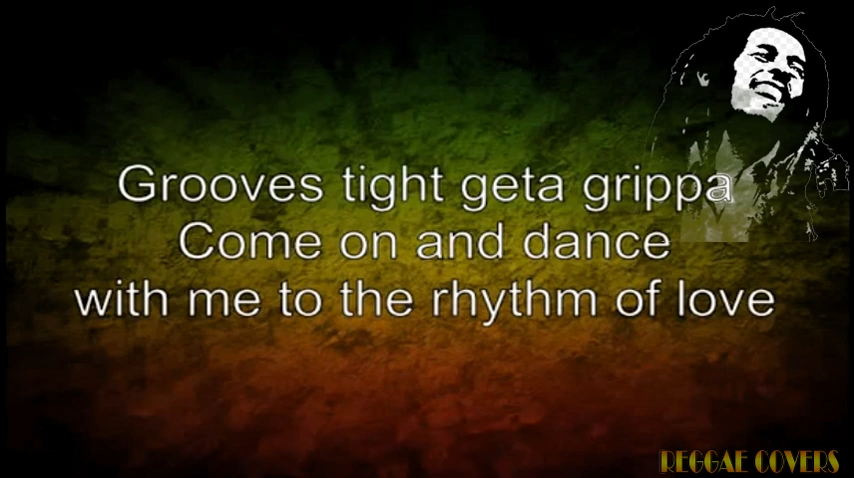 Grooves tight geta grippa
Come on and dance
with me to the rhythm of love
REGGAE COVERS